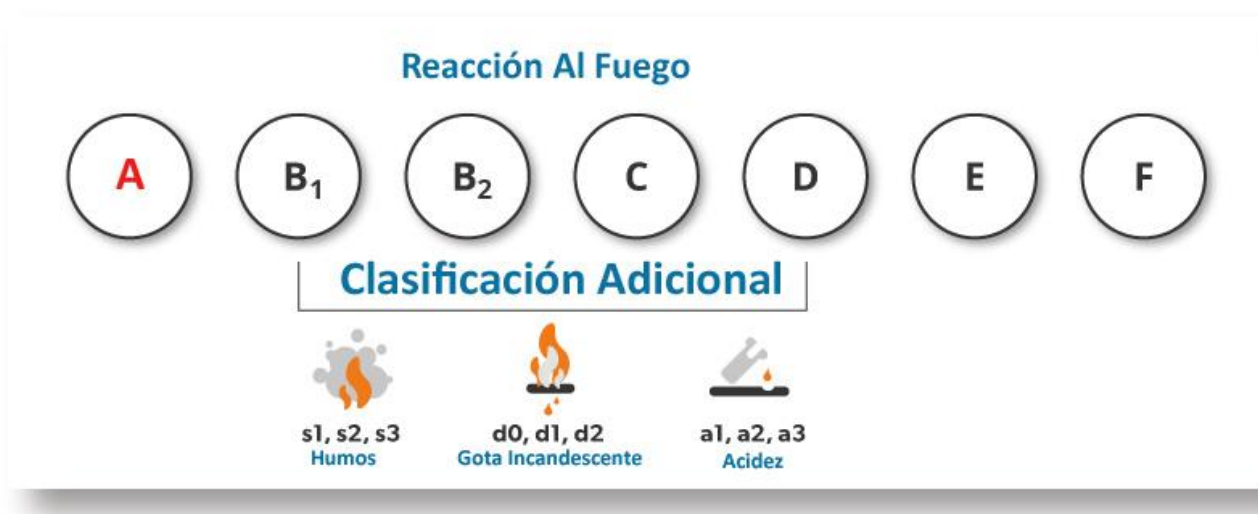 Reacción Al Fuego
A B₁ B₂ C D E F
Clasificación Adicional
s1, s2, s3 d0, d1, d2 a1, a2, a3
Humos Gota Incandescente Acidez